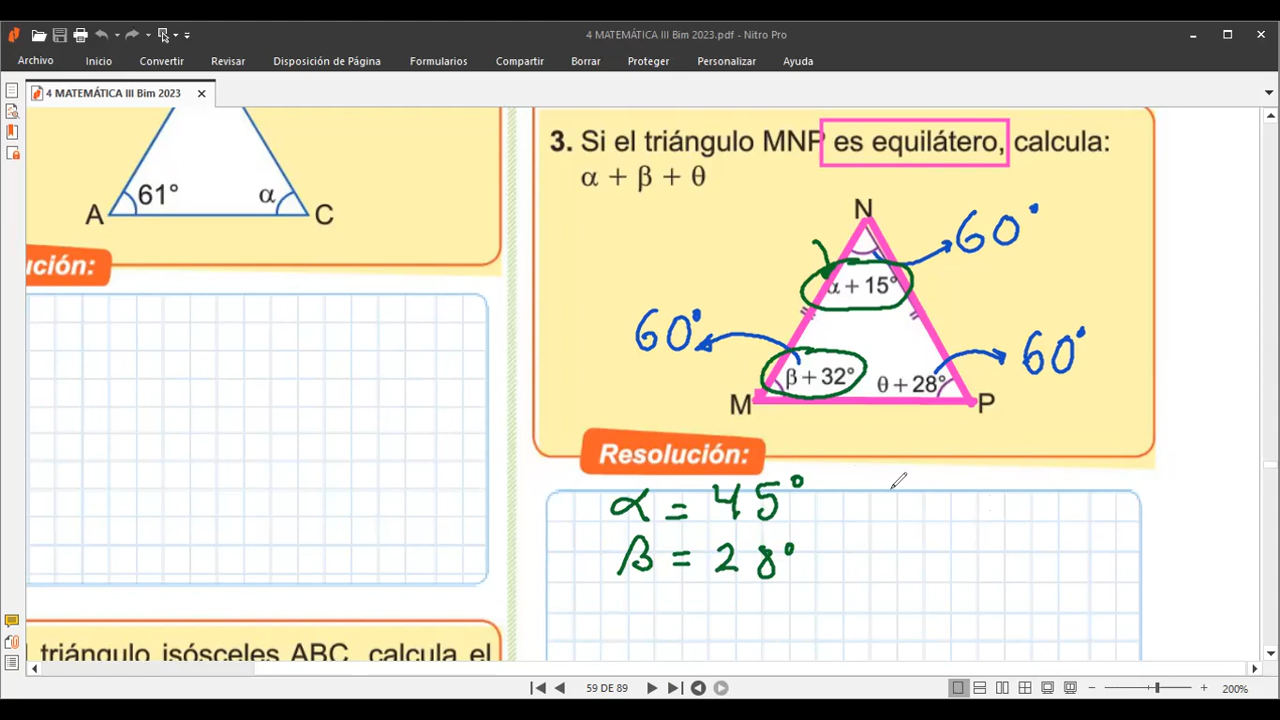 4 MATEMÁTICA III Bim 2023.pdf - Nitro Pro
Archivo Inicio Convertir Revisar Disposición de Página Formularios Compartir Borrar Proteger Personalizar Ayuda
4 MATEMÁTICA III Bim 2023
A 61° α C
ución:
triángulo isósceles ABC, calcula el
3. Si el triángulo MNP es equilátero, calcula:
α + β + θ
N
60°
α + 15°
60°
60°
β + 32° θ + 28°
M P
Resolución:
α = 45°
β = 28°
59 DE 89
200%